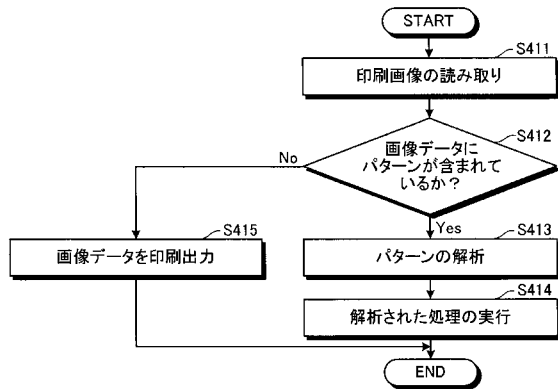 START
S411
印刷画像の読み取り
S412
画像データに
パターンが含まれて
いるか？
No
Yes
S415
画像データを印刷出力
S413
パターンの解析
S414
解析された処理の実行
END